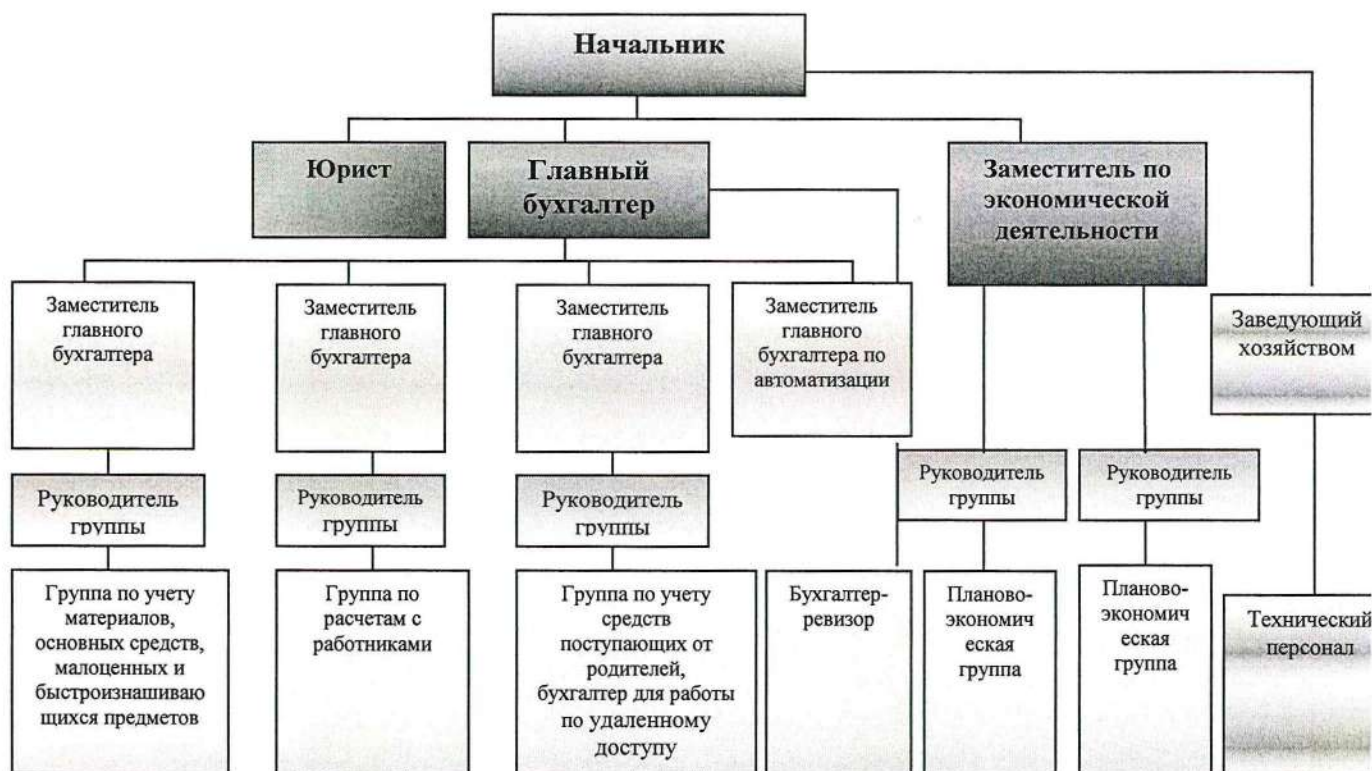 Начальник
Юрист
Главный
бухгалтер
Заместитель по
экономической
деятельности
Заместитель
главного
бухгалтера
Заместитель
главного
бухгалтера
Заместитель
главного
бухгалтера
Заместитель
главного
бухгалтера по
автоматизации
Заведующий
хозяйством
Руководитель
группы
Руководитель
группы
Руководитель
группы
Руководитель
группы
Руководитель
группы
Группа по учету
материалов,
основных средств,
малоценных и
быстроизнашиваю
щихся предметов
Группа по
расчетам с
работниками
Группа по учету
средств
поступающих от
родителей,
бухгалтер для работы
по удаленному
доступу
Бухгалтер-
ревизор
Планово-
экономич
еская
группа
Планово-
экономич
еская
группа
Технический
персонал